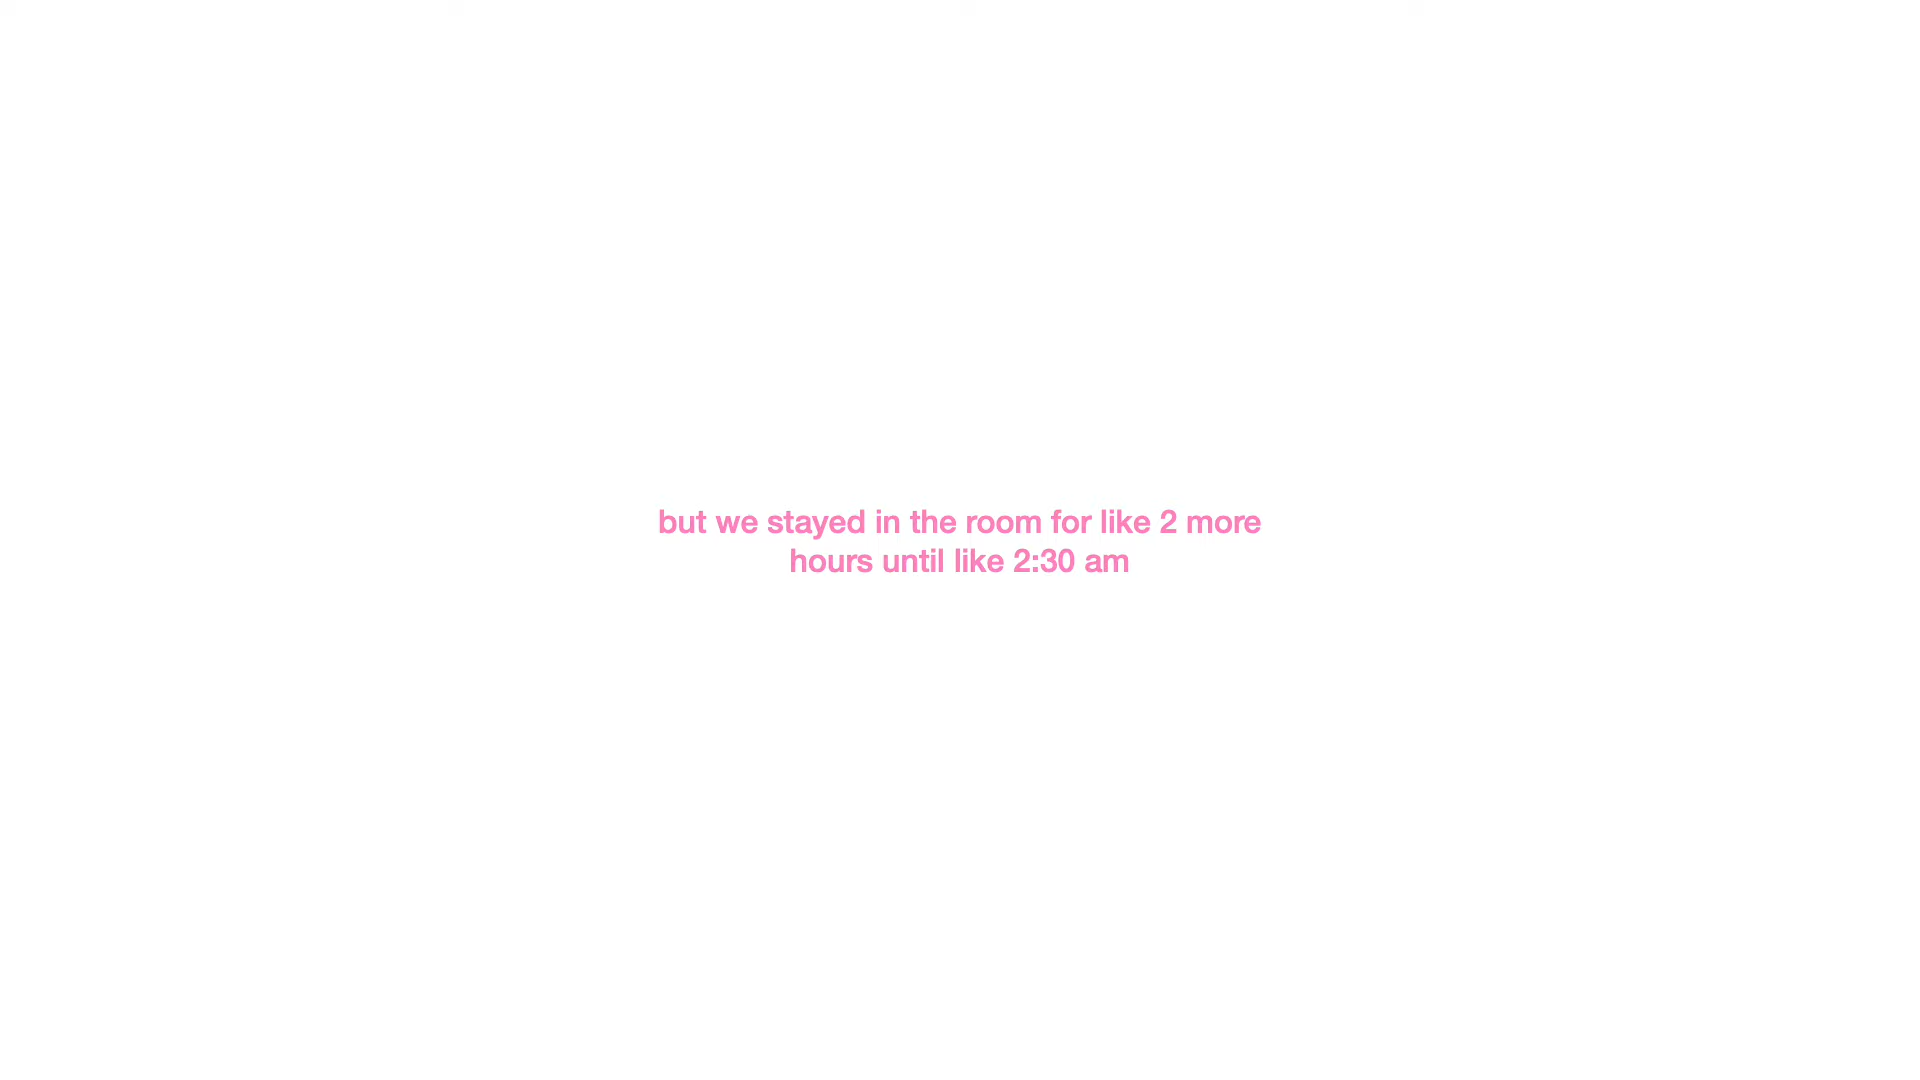 but we stayed in the room for like 2 more
hours until like 2:30 am